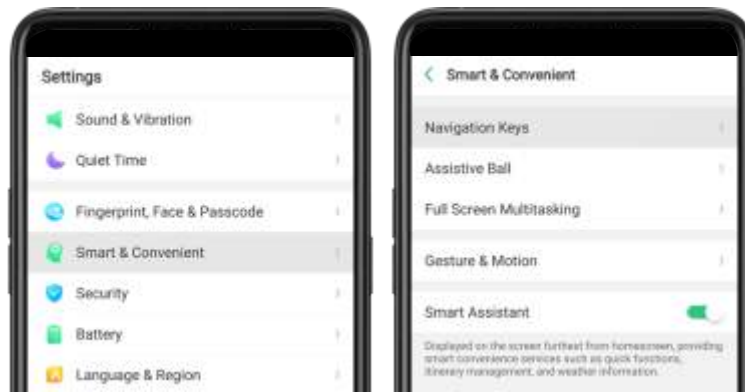 Settings
Sound & Vibration
Quiet Time
Fingerprint, Face & Passcode
Smart & Convenient
Security
Battery
Language & Region
Smart & Convenient
Navigation Keys
Assistive Ball
Full Screen Multitasking
Gesture & Motion
Smart Assistant
Displayed on the screen furthest from homescreen, providing
smart convenience services such as quick functions,
itinerary management, and weather information.